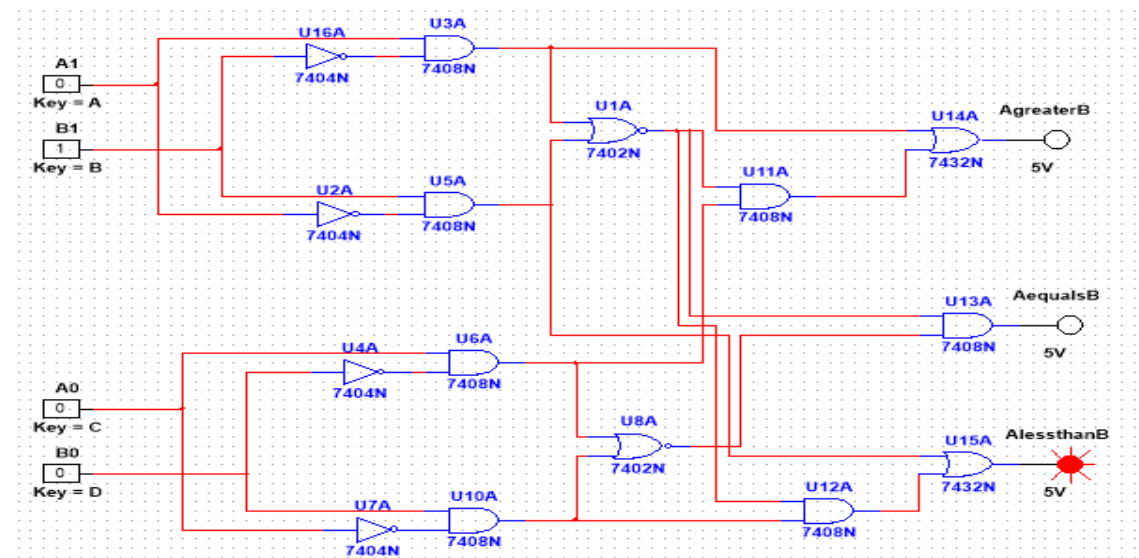 U3A
U16A
7408N
7404N
A1
0
Key = A
U1A
7402N
AgreaterB
U14A
7432N
5V
B1
1
Key = B
U11A
7408N
U2A
U5A
7408N
7404N
AequalsB
U13A
7408N
5V
U6A
U4A
7408N
7404N
A0
0
Key = C
U8A
7402N
AlessthanB
U15A
7432N
5V
B0
0
Key = D
U10A
U7A
7408N
7404N
U12A
7408N